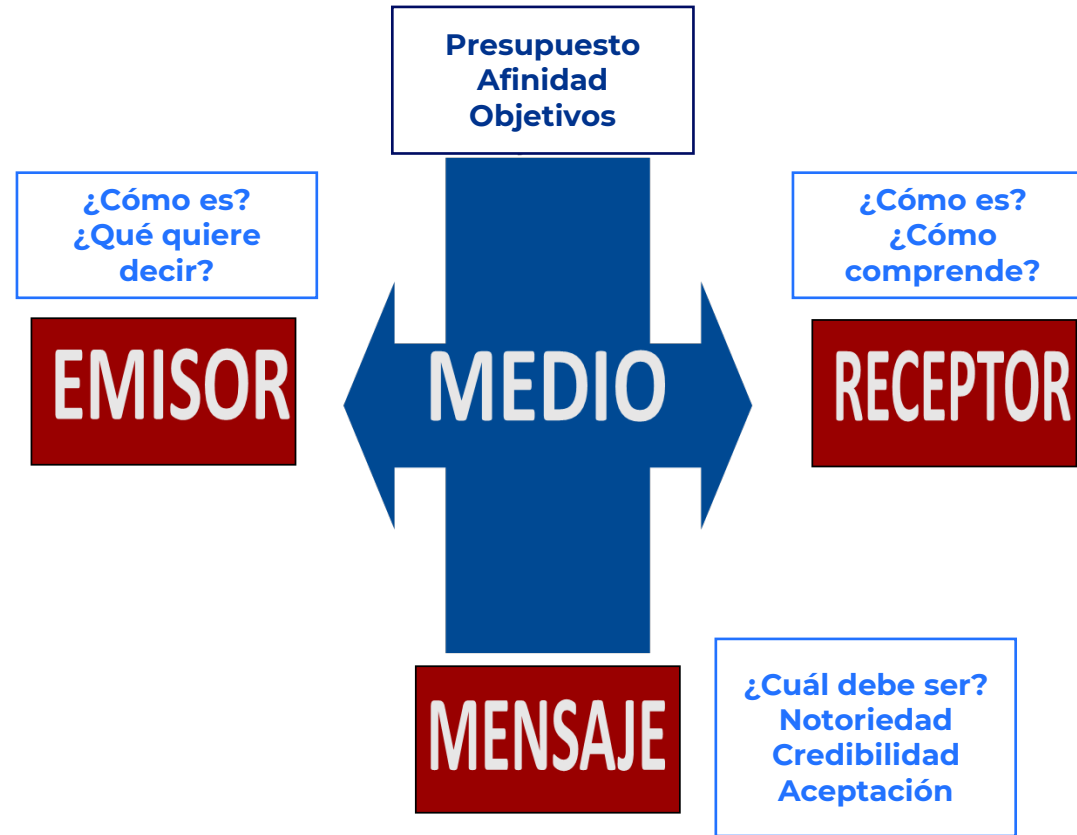 Presupuesto
Afinidad
Objetivos
¿Cómo es?
¿Qué quiere
decir?
¿Cómo es?
¿Cómo
comprende?
EMISOR
MEDIO
RECEPTOR
MENSAJE
¿Cuál debe ser?
Notoriedad
Credibilidad
Aceptación